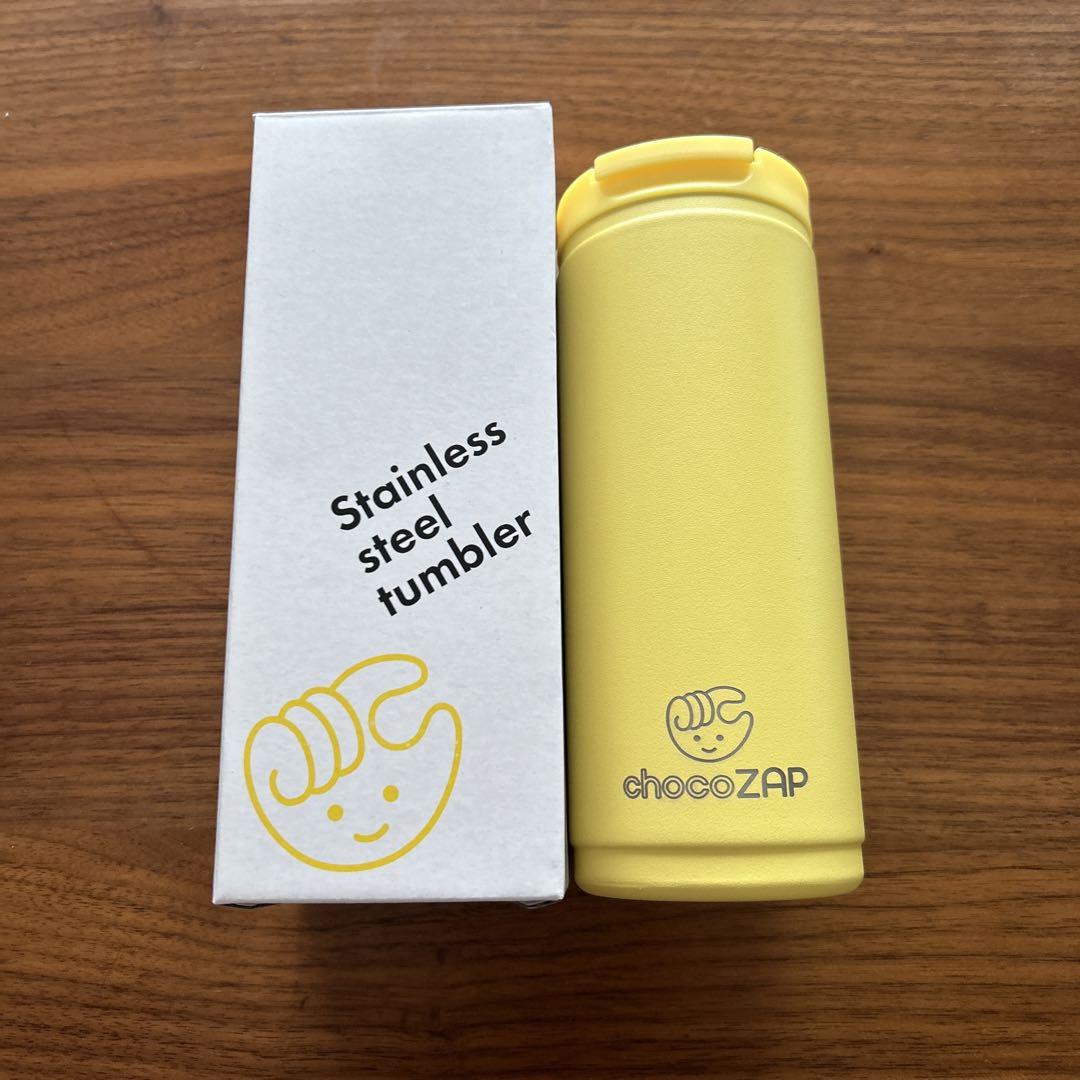 Stainless
steel
tumbler
chocoZAP